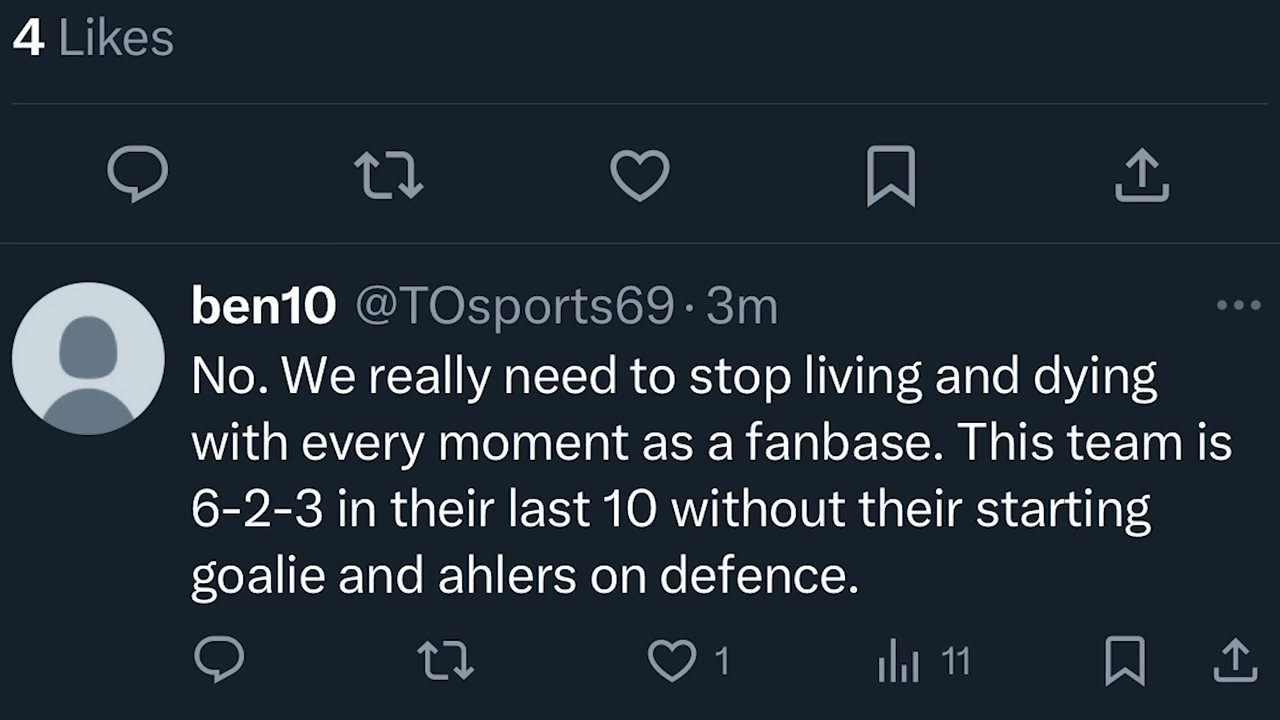 4 Likes
ben10 @TOsports69 · 3m
No. We really need to stop living and dying
with every moment as a fanbase. This team is
6-2-3 in their last 10 without their starting
goalie and ahlers on defence.
1 11